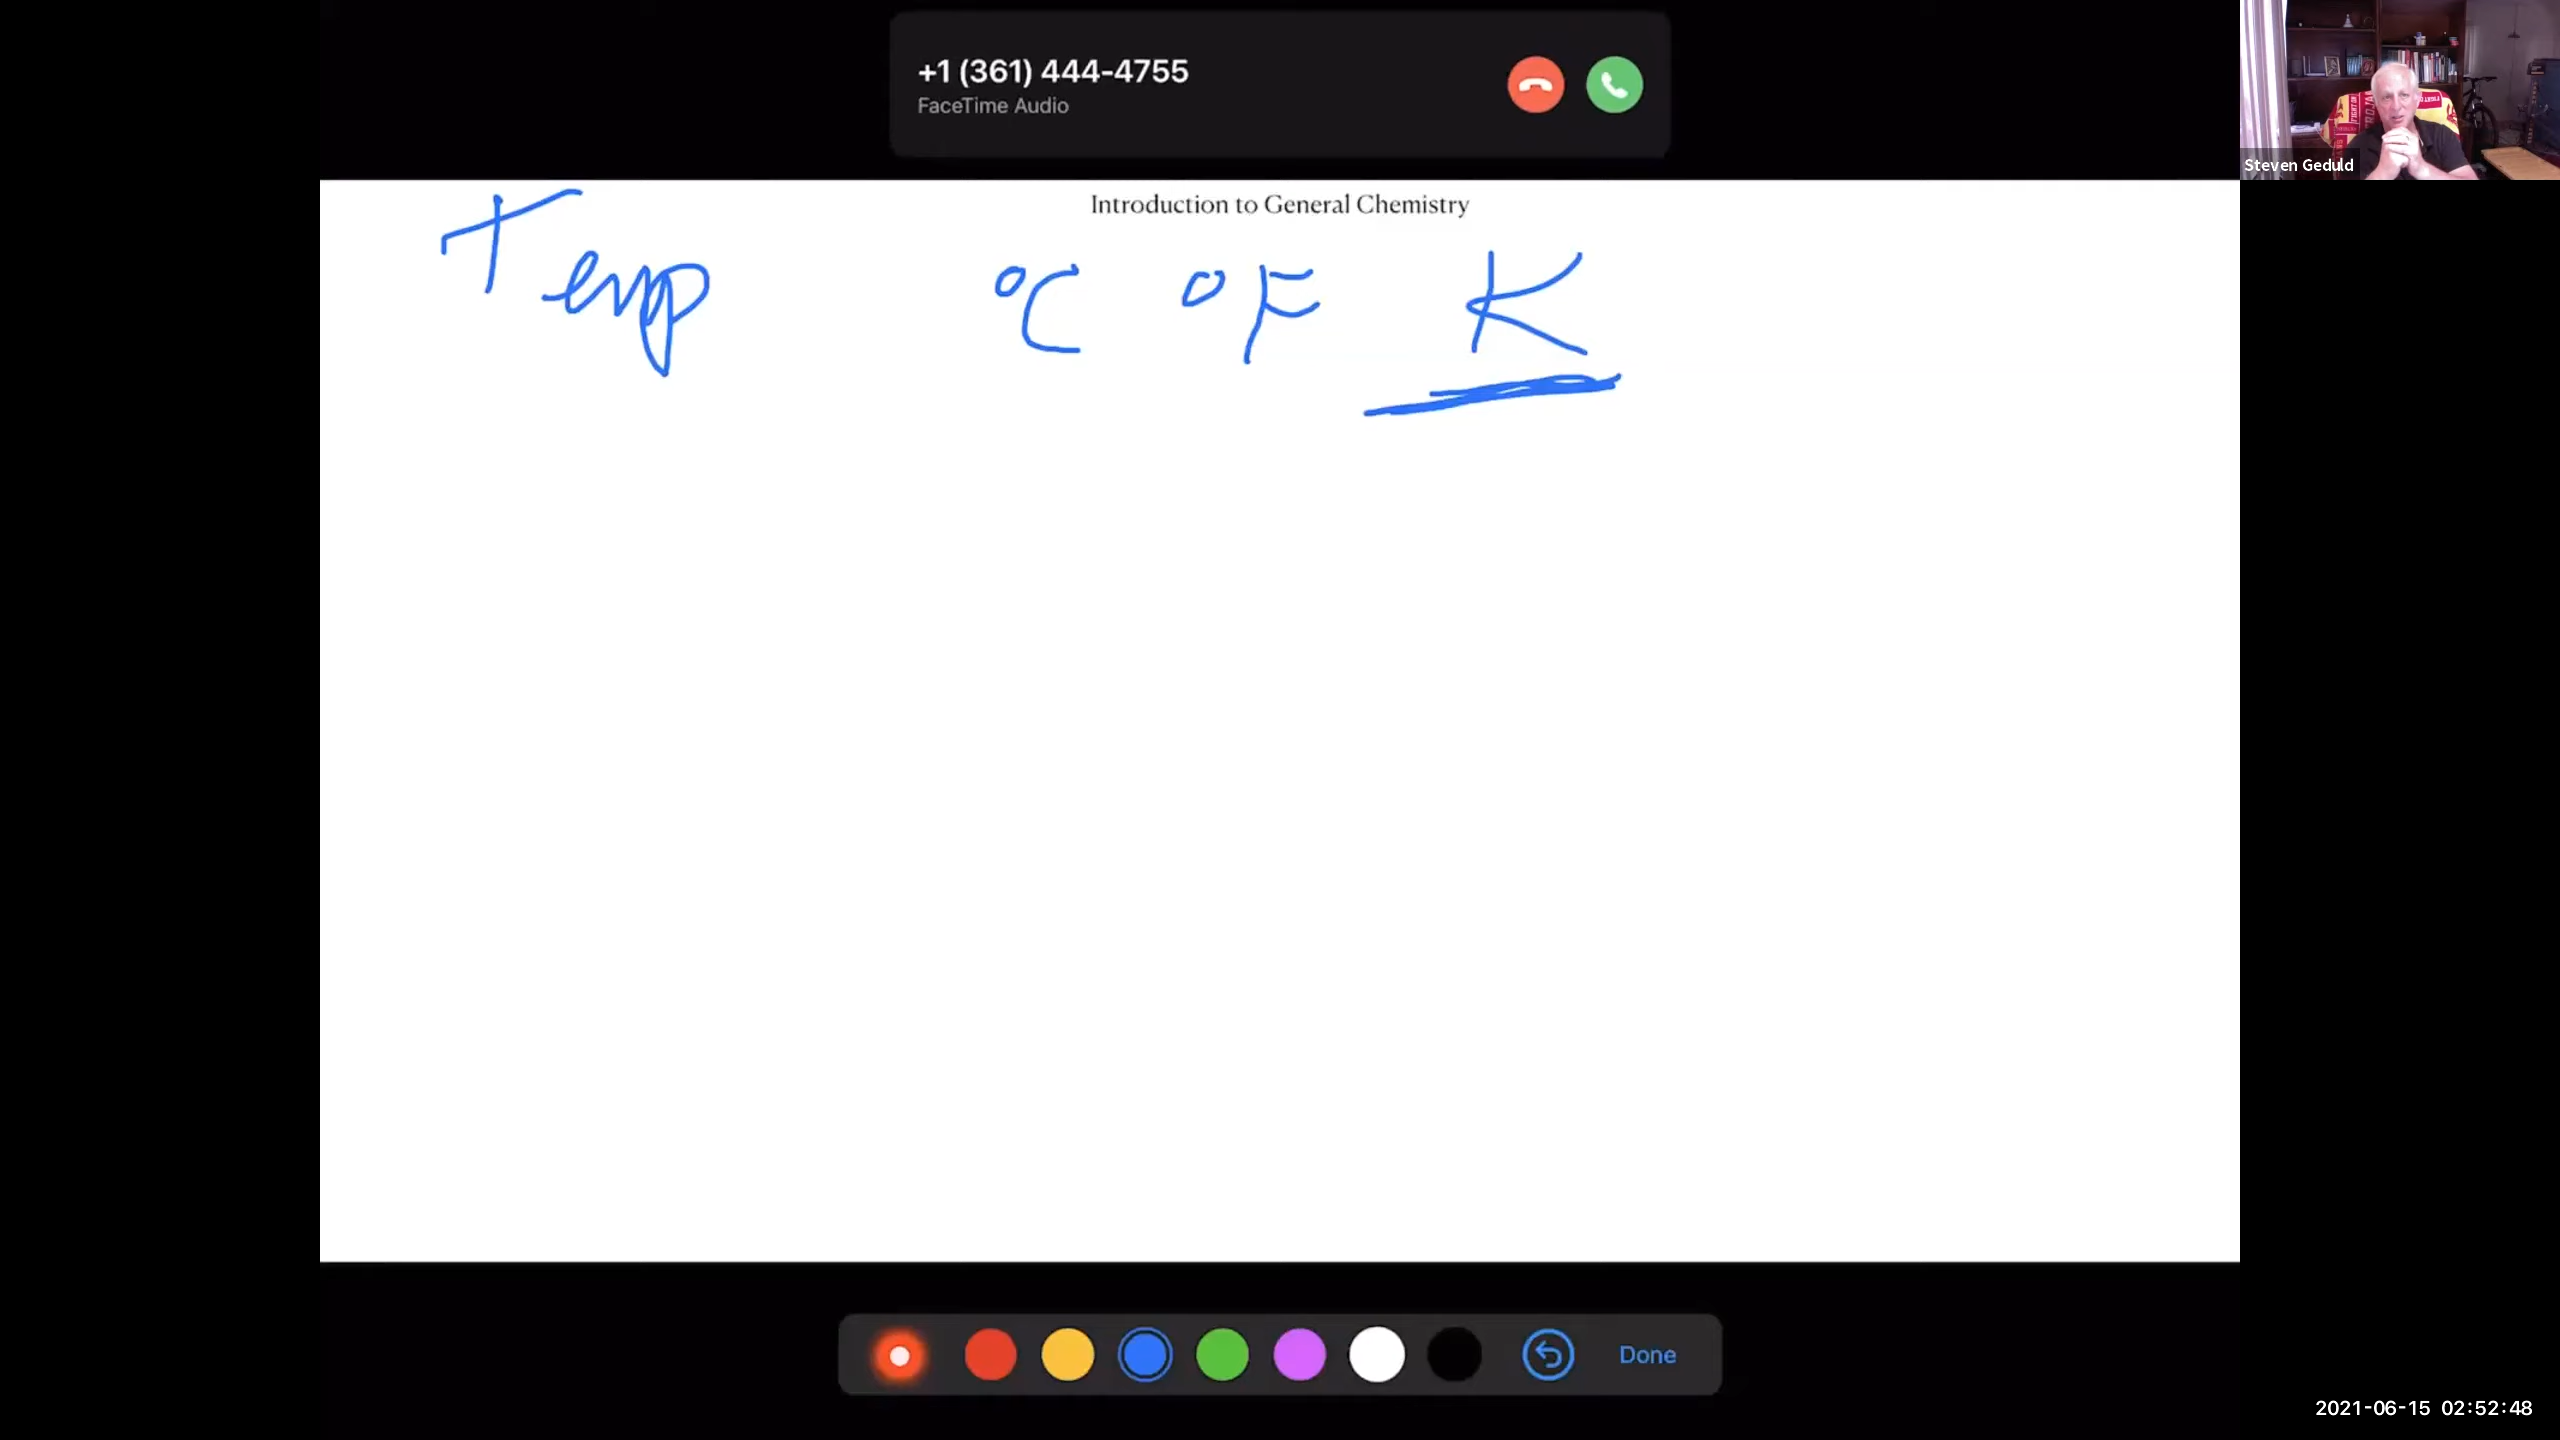 +1 (361) 444-4755
FaceTime Audio
Steven Geduld
Introduction to General Chemistry
Temp °C °F K
Done
2021-06-15 02:52:48